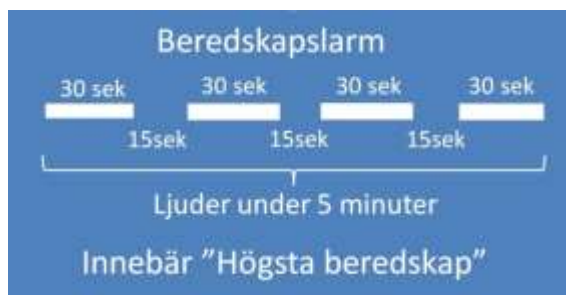 Beredskapslarm
30 sek 30 sek 30 sek 30 sek
15sek 15sek 15sek
Ljuder under 5 minuter
Innebär ”Högsta beredskap”